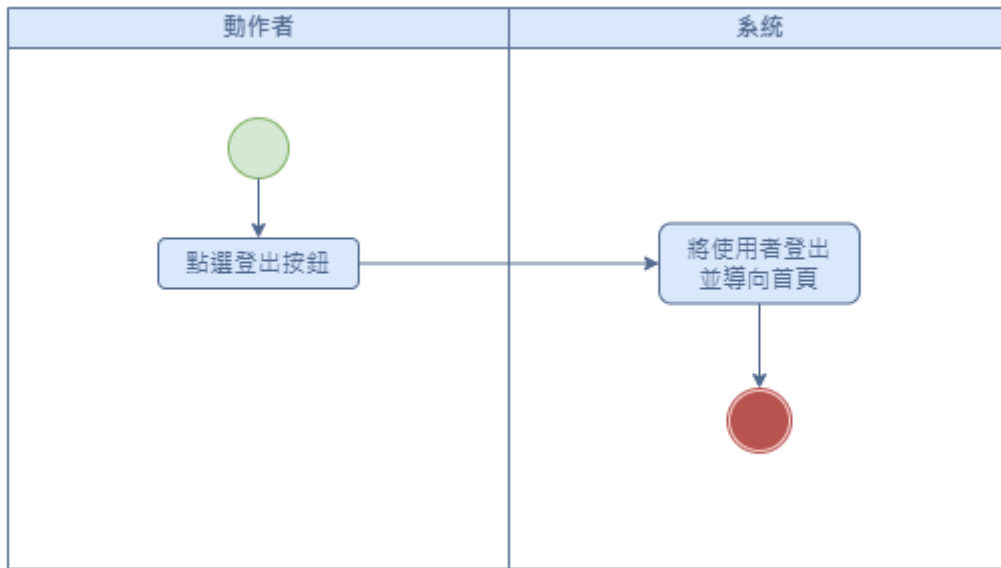 動作者
系統
點選登出按鈕
將使用者登出
並導向首頁